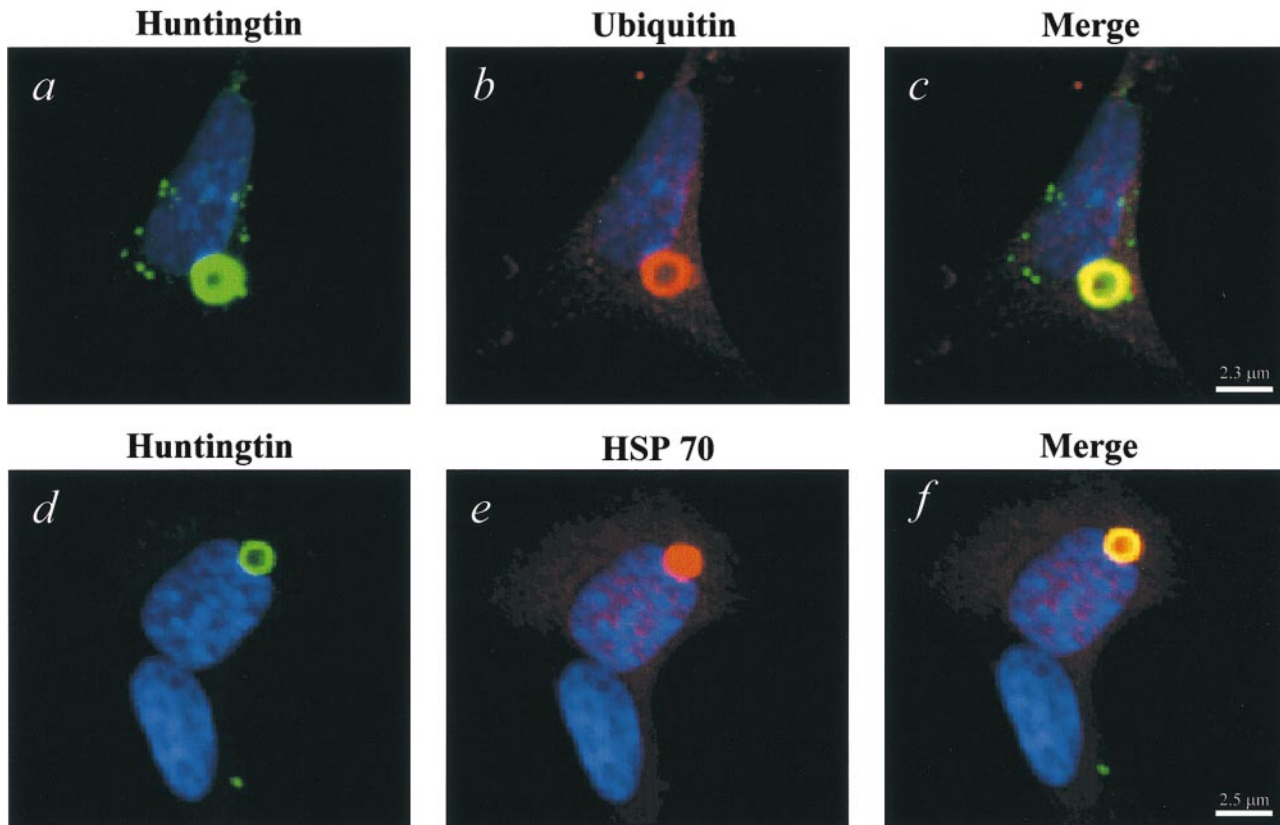 Huntingtin Ubiquitin Merge
a b c
2.3 μm
Huntingtin HSP 70 Merge
d e f
2.5 μm